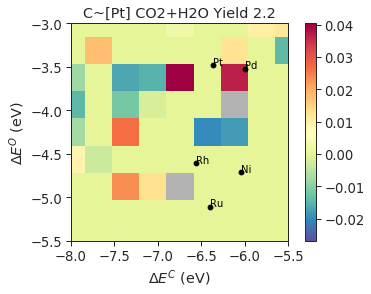 C~[Pt] CO2+H2O Yield 2.2
−3.0
−3.5
−4.0
−4.5
−5.0
−5.5
ΔE^O (eV)
Pt
Pd
Rh
Ni
Ru
−8.0 −7.5 −7.0 −6.5 −6.0 −5.5
ΔE^C (eV)
0.04
0.03
0.02
0.01
0.00
−0.01
−0.02